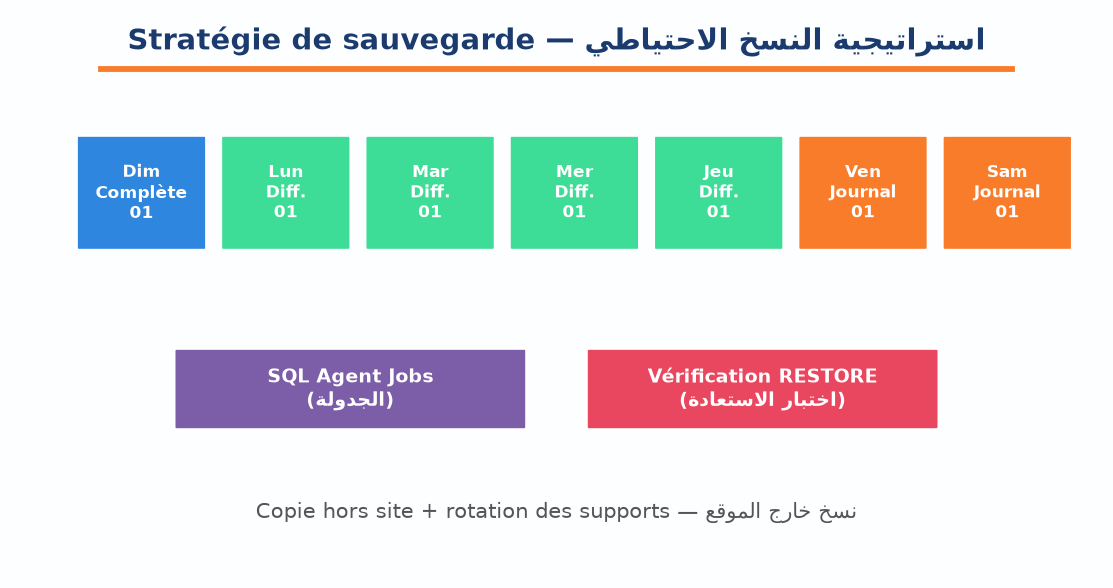 Stratégie de sauvegarde — استراتيجية النسخ الاحتياطي
Dim
Complète
01
Lun
Diff.
01
Mar
Diff.
01
Mer
Diff.
01
Jeu
Diff.
01
Ven
Journal
01
Sam
Journal
01
SQL Agent Jobs
(الجدولة)
Vérification RESTORE
(اختبار الاستعادة)
Copie hors site + rotation des supports — نسخ خارج الموقع